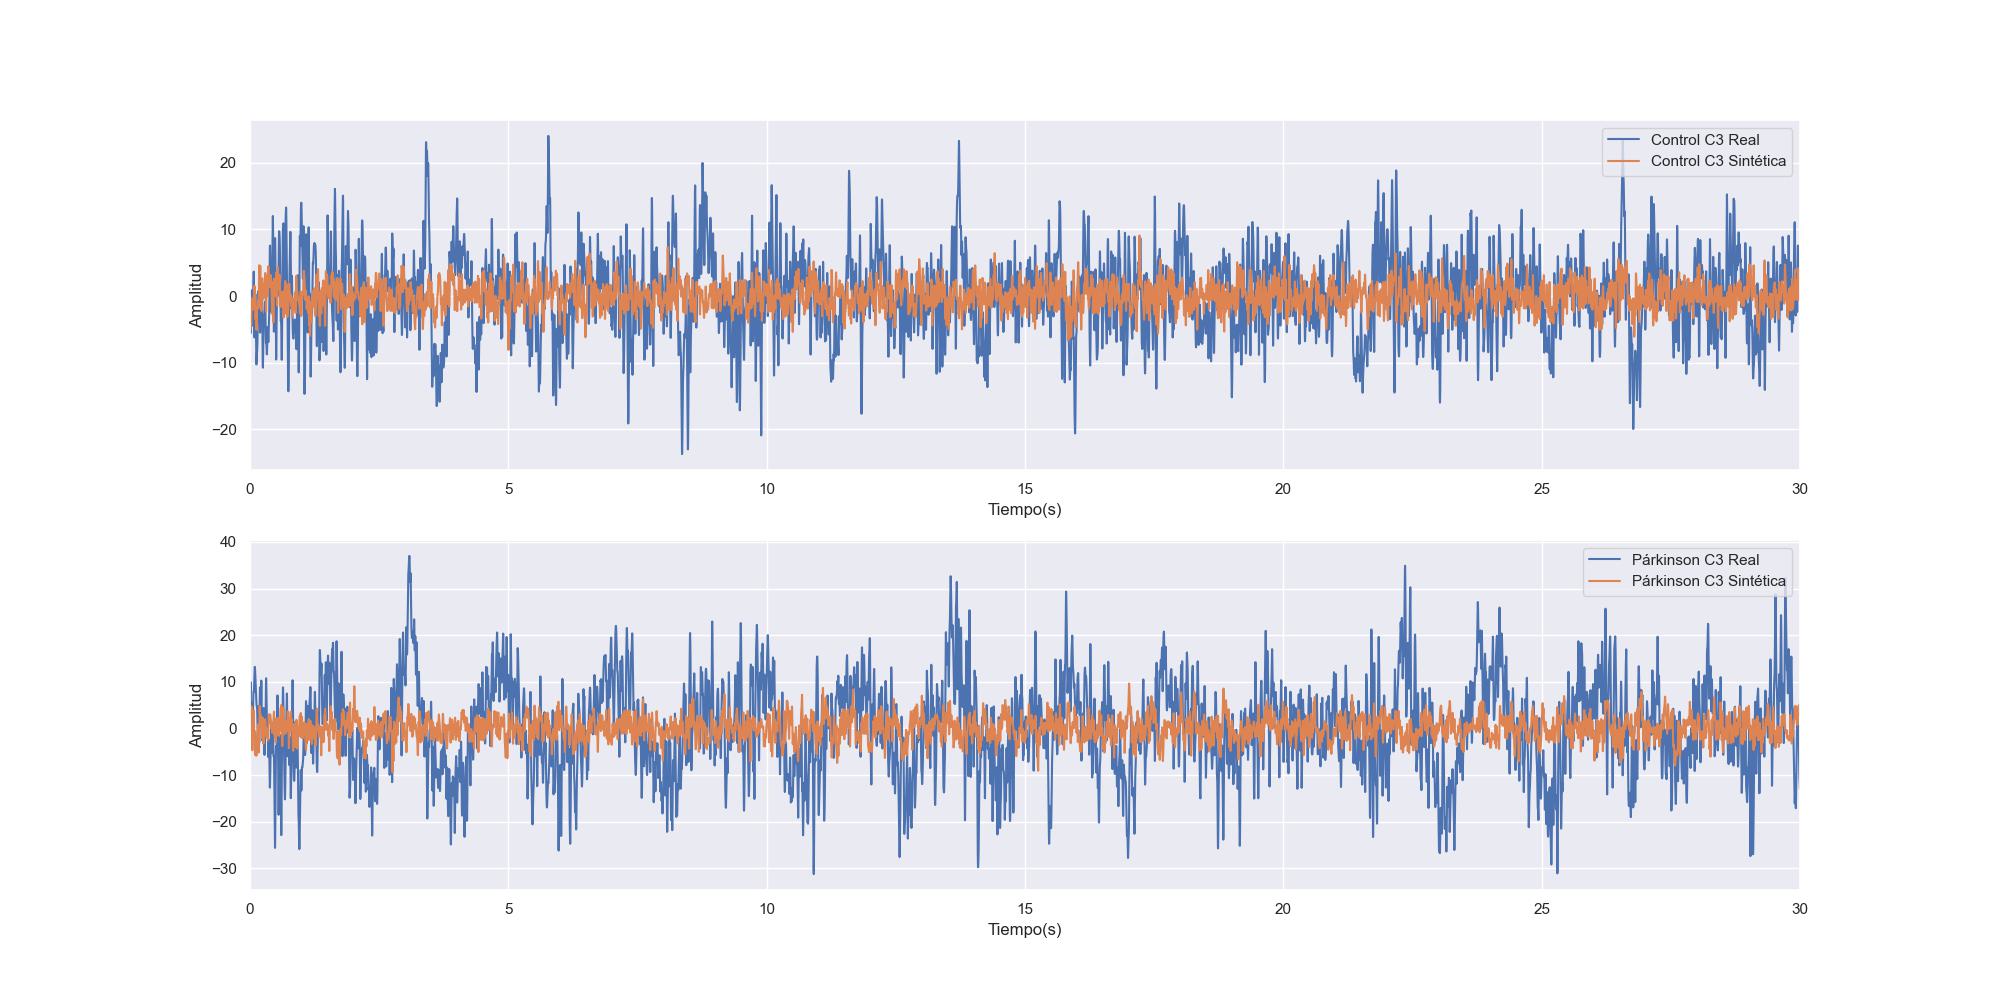 Control C3 Real
Control C3 Sintética
20
10
0
−10
−20
Amplitud
0 5 10 15 20 25 30
Tiempo(s)
Párkinson C3 Real
Párkinson C3 Sintética
40
30
20
10
0
−10
−20
−30
Amplitud
0 5 10 15 20 25 30
Tiempo(s)